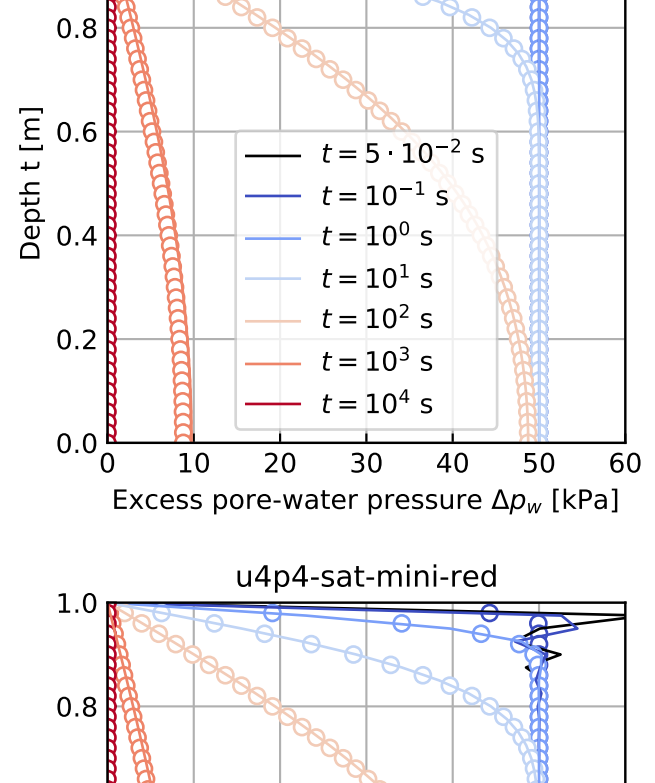 0.8
0.6
0.4
0.2
0.0
Depth t [m]
t = 5 · 10⁻² s
t = 10⁻¹ s
t = 10⁰ s
t = 10¹ s
t = 10² s
t = 10³ s
t = 10⁴ s
0 10 20 30 40 50 60
Excess pore-water pressure Δp_w [kPa]
u4p4-sat-mini-red
1.0
0.8